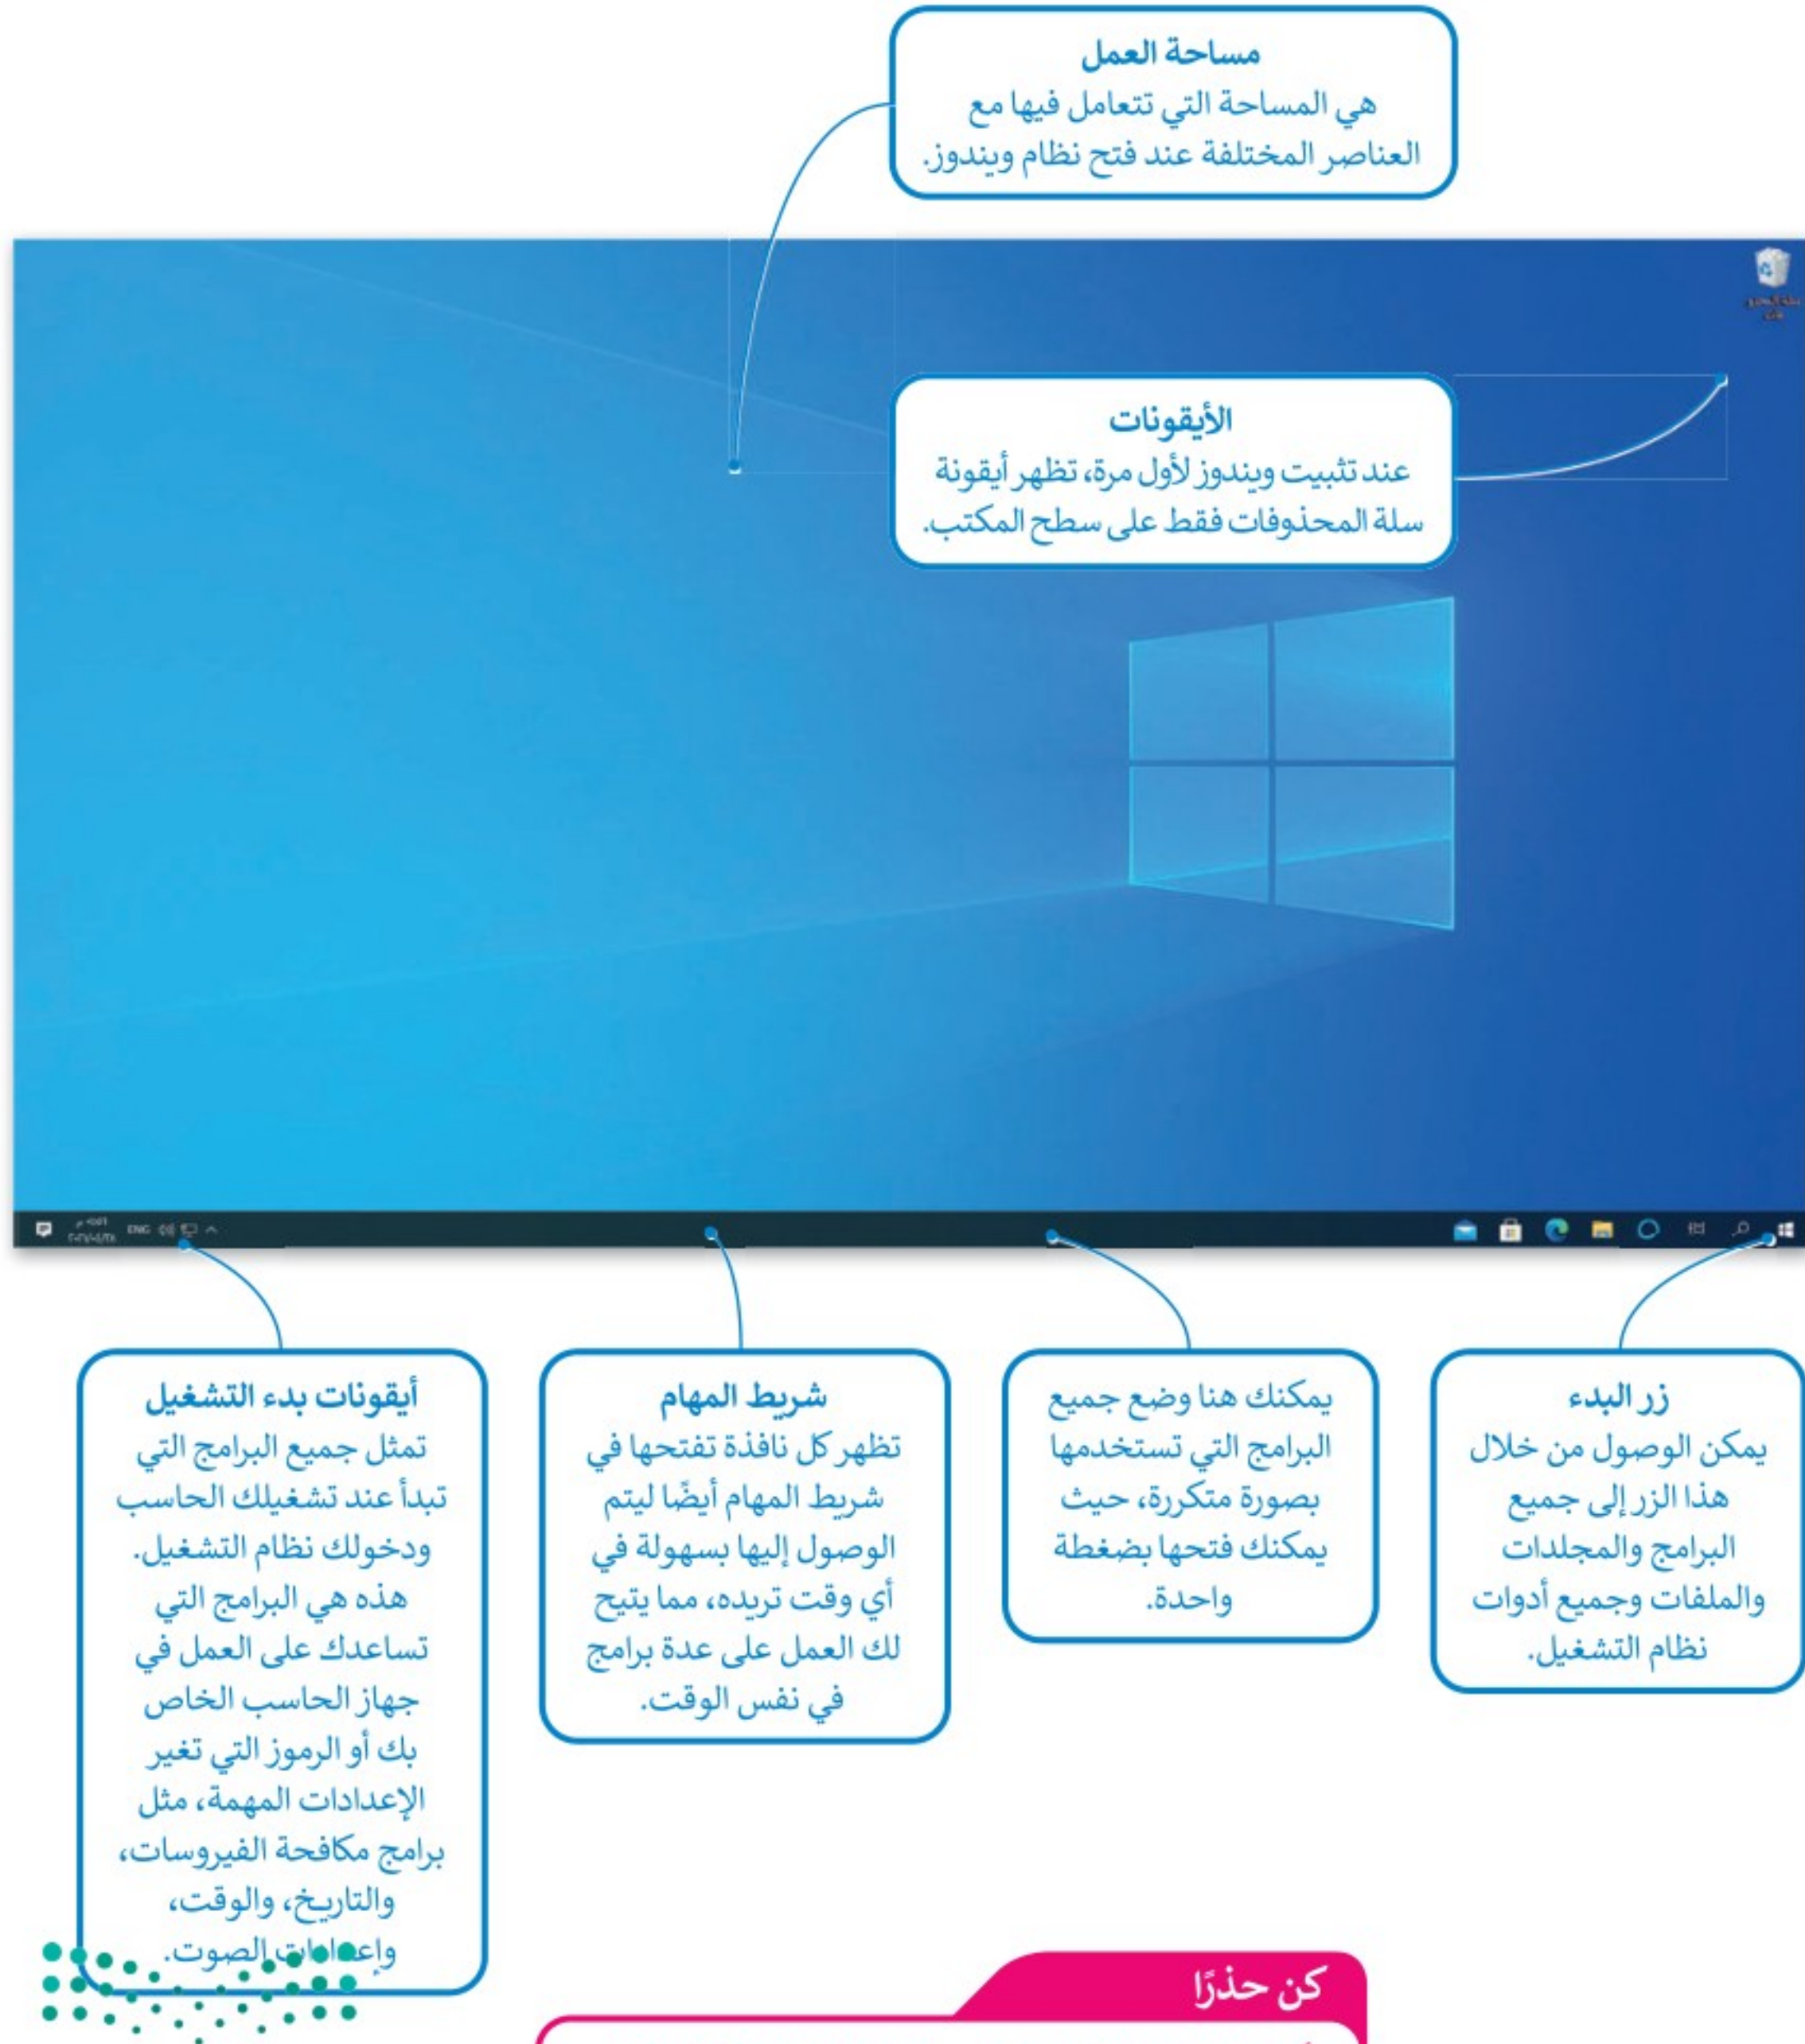 مساحة العمل
هي المساحة التي تتعامل فيها مع
العناصر المختلفة عند فتح نظام ويندوز.
الأيقونات
عند تثبيت ويندوز لأول مرة، تظهر أيقونة
سلة المحذوفات فقط على سطح المكتب.
ENG
زر البدء
يمكن الوصول من خلال
هذا الزر إلى جميع
البرامج والمجلدات
والملفات وجميع أدوات
نظام التشغيل.
يمكنك هنا وضع جميع
البرامج التي تستخدمها
بصورة متكررة، حيث
يمكنك فتحها بضغطة
واحدة.
شريط المهام
تظهر كل نافذة تفتحها في
شريط المهام أيضًا ليتم
الوصول إليها بسهولة في
أي وقت تريده، مما يتيح
لك العمل على عدة برامج
في نفس الوقت.
أيقونات بدء التشغيل
تمثل جميع البرامج التي
تبدأ عند تشغيلك الحاسب
ودخولك نظام التشغيل.
هذه هي البرامج التي
تساعدك على العمل في
جهاز الحاسب الخاص
بك أو الرموز التي تغير
الإعدادات المهمة، مثل
برامج مكافحة الفيروسات،
والتاريخ، والوقت،
وإعدادات الصوت.
كن حذرًا